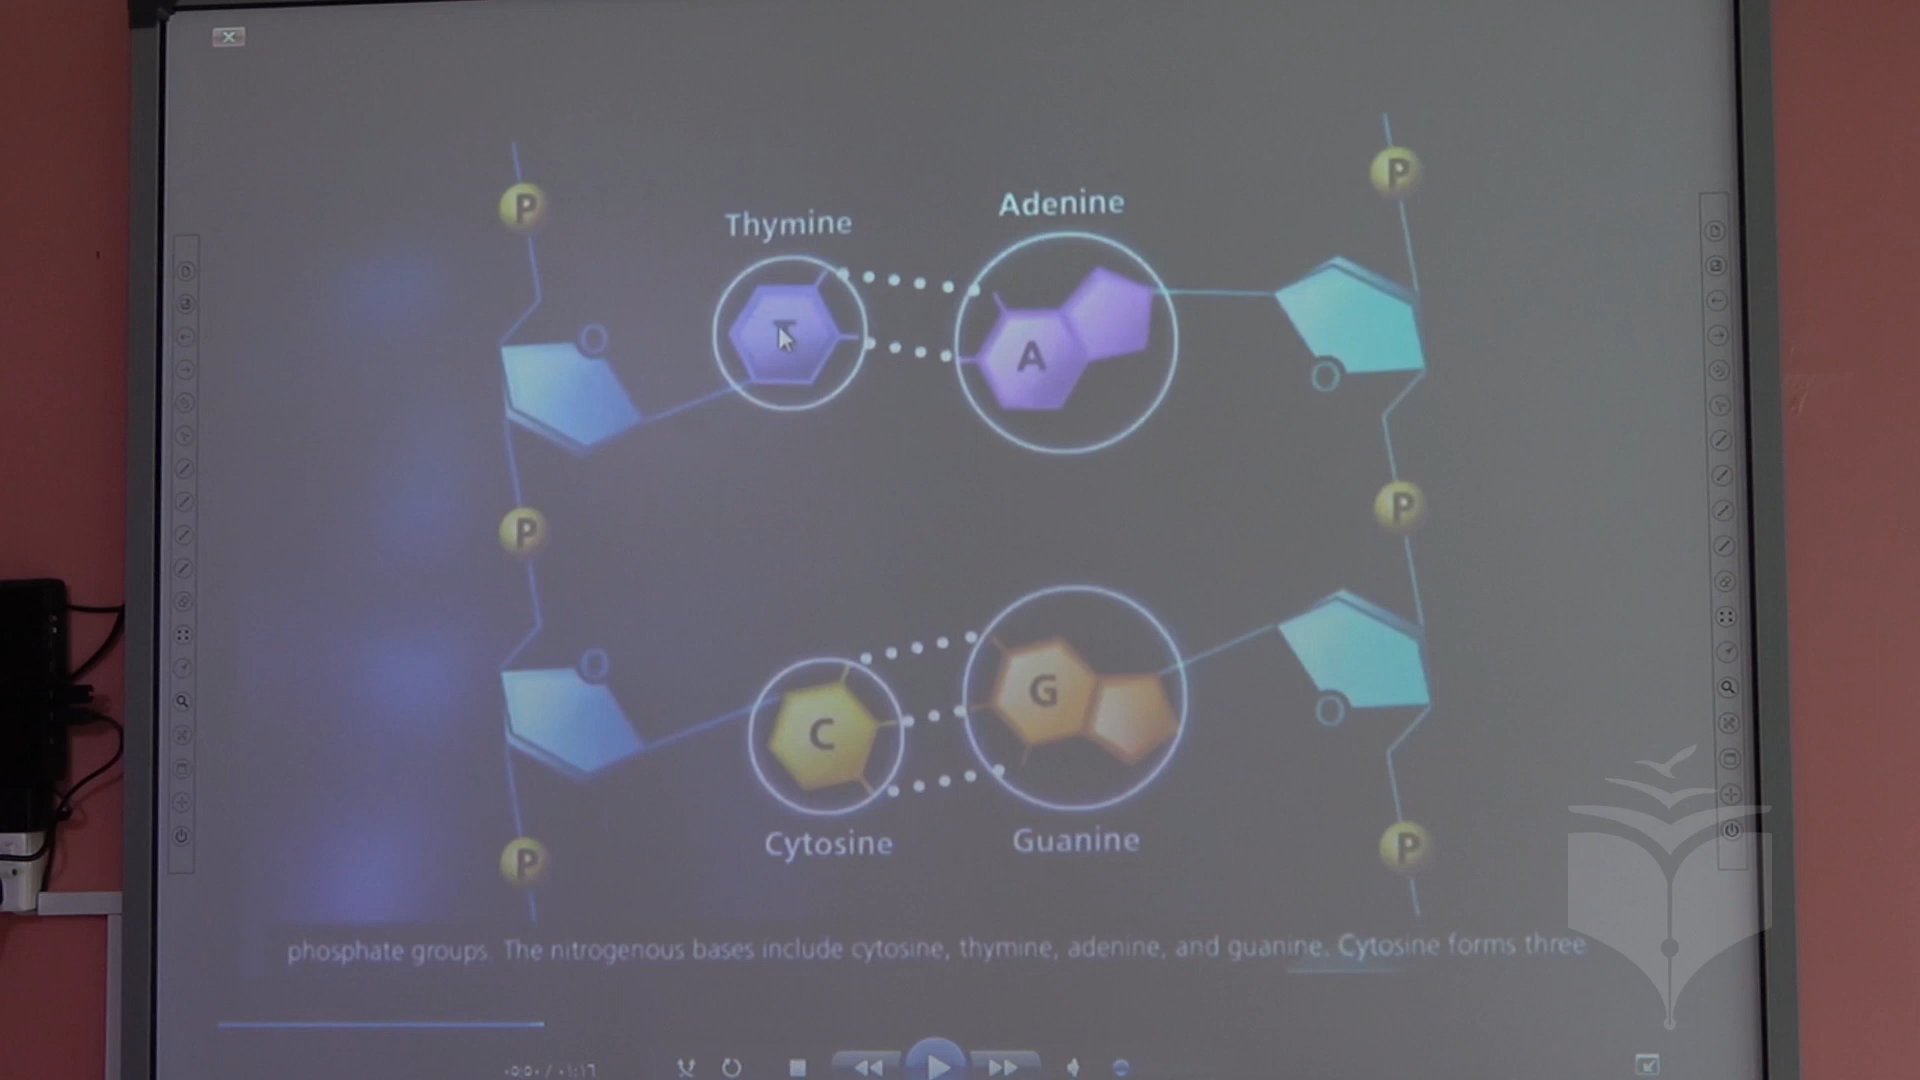 P
P
Adenine
Thymine
O
T
A
O
P
P
O
G
O
C
Cytosine
Guanine
P
P
phosphate groups. The nitrogenous bases include cytosine, thymine, adenine, and guanine. Cytosine forms three